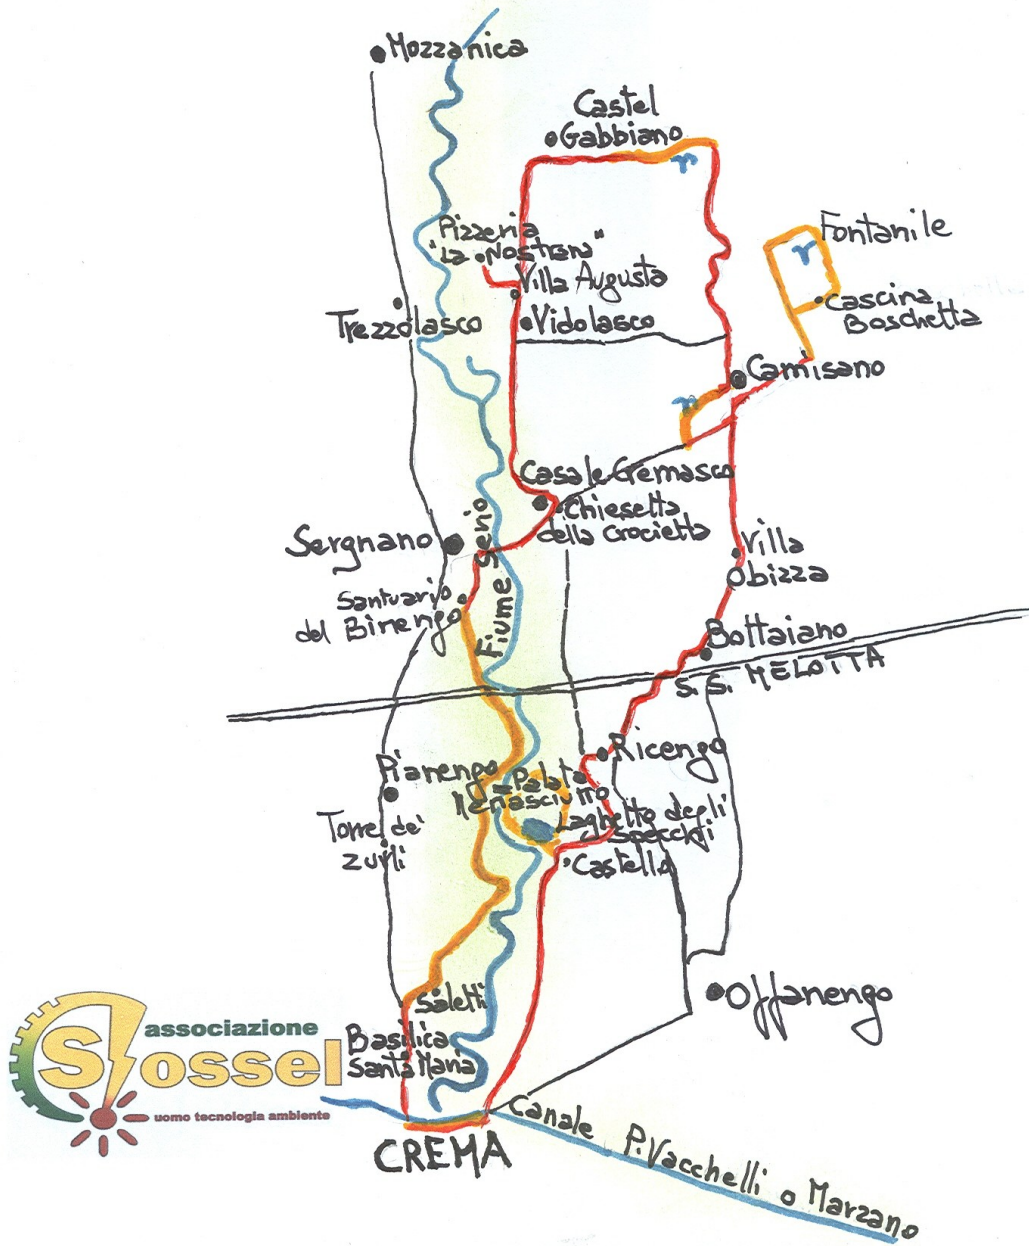 Mozzanica
Castel
Gabbiano
r
Pizzeria
"La Nostrana"
Villa Augusta
Vidolasco
Trezzolasco
Fontanile
r
Cascina
Boschetta
Camisano
r
Casale Cremasco
Chiesetta
della Crocietta
Sergnano
Fiume Serio
Santuario
del Binengo
Villa
Obizza
Bottaiano
S.S. MELOTTA
Ricengo
Pianengo
Palata
Menasciutto
Laghetto degli
Specchi
Castello
Torre de'
Zurli
Offanengo
Saletti
Basilica
Santa Maria
associazione
Stossel
uomo tecnologia ambiente
CREMA
Canale P. Vacchelli o Marzano